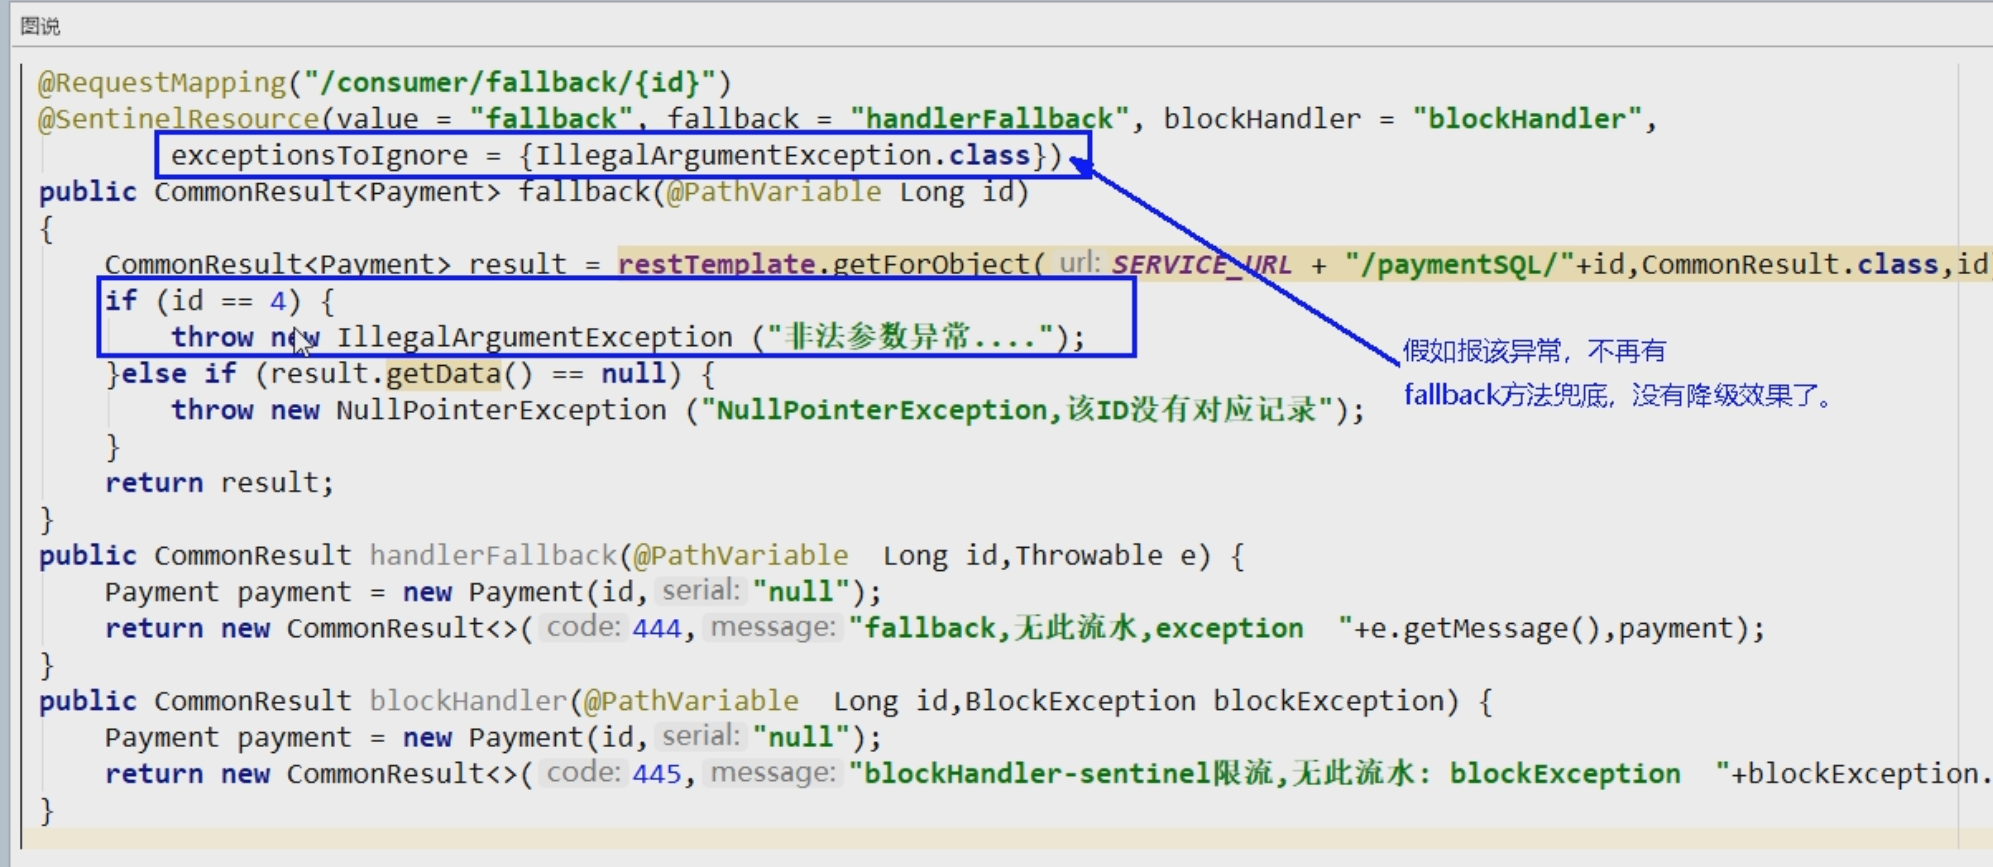 图说
@RequestMapping("/consumer/fallback/{id}")
@SentinelResource(value = "fallback", fallback = "handlerFallback", blockHandler = "blockHandler",
exceptionsToIgnore = {IllegalArgumentException.class})
public CommonResult<Payment> fallback(@PathVariable Long id)
{
CommonResult<Payment> result = restTemplate.getForObject( url: SERVICE_URL + "/paymentSQL/"+id,CommonResult.class,id
if (id == 4) {
throw new IllegalArgumentException ("非法参数异常....");
}else if (result.getData() == null) {
throw new NullPointerException ("NullPointerException,该ID没有对应记录");
}
return result;
}
假如报该异常，不再有
fallback方法兜底，没有降级效果了。
public CommonResult handlerFallback(@PathVariable  Long id,Throwable e) {
Payment payment = new Payment(id, serial: "null");
return new CommonResult<>( code: 444, message: "fallback,无此流水,exception  "+e.getMessage(),payment);
}
public CommonResult blockHandler(@PathVariable  Long id,BlockException blockException) {
Payment payment = new Payment(id, serial: "null");
return new CommonResult<>( code: 445, message: "blockHandler-sentinel限流,无此流水: blockException  "+blockException.
}